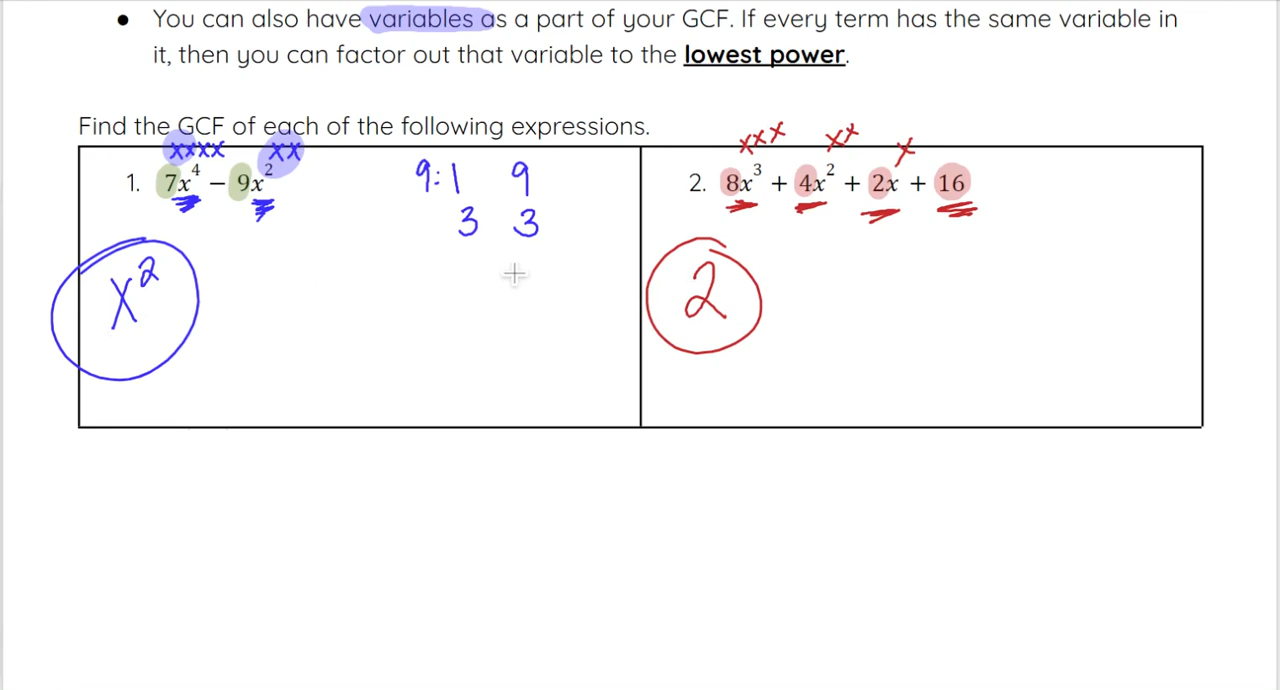 ● You can also have variables as a part of your GCF. If every term has the same variable in
it, then you can factor out that variable to the lowest power.
Find the GCF of each of the following expressions.
xxxx xx
1. 7x⁴ − 9x²
9: 1 9
3 3
x²
xxx xx x
2. 8x³ + 4x² + 2x + 16
2